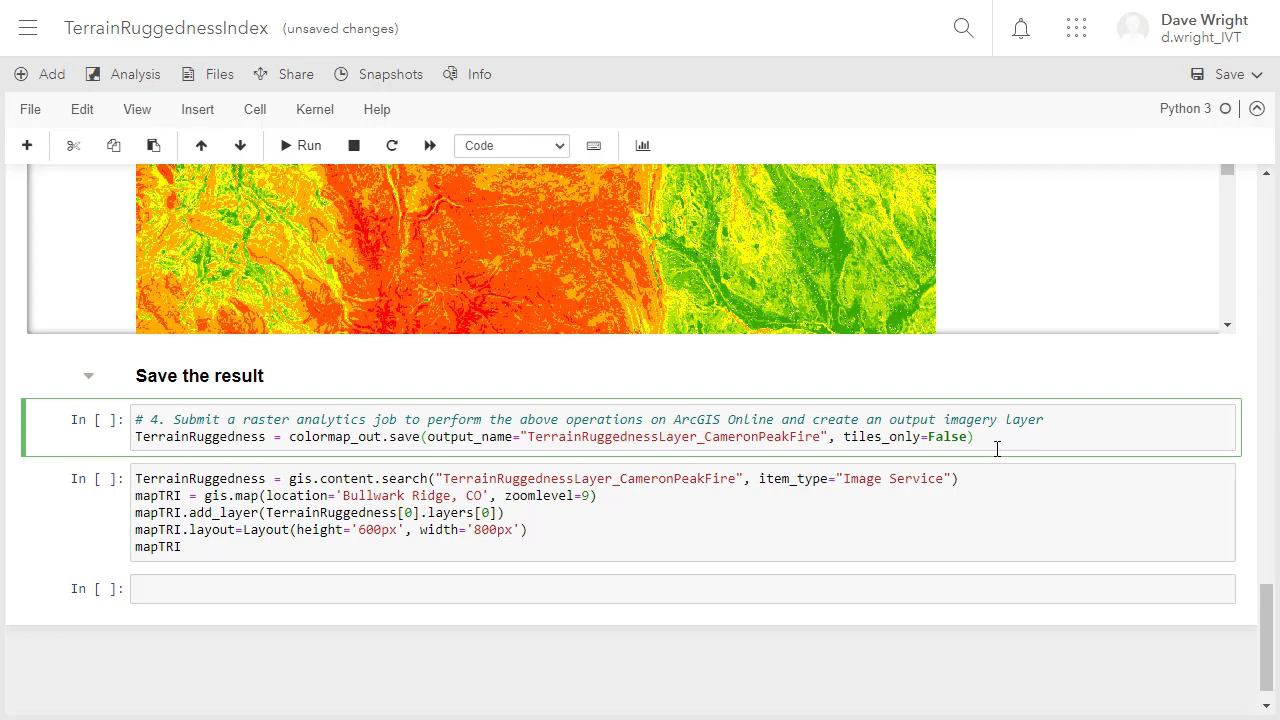 TerrainRuggednessIndex (unsaved changes)
Dave Wright
d.wright_IVT
Add Analysis Files Share Snapshots Info Save
File Edit View Insert Cell Kernel Help Python 3
Run Code
Save the result
In [ ]: # 4. Submit a raster analytics job to perform the above operations on ArcGIS Online and create an output imagery layer
TerrainRuggedness = colormap_out.save(output_name="TerrainRuggednessLayer_CameronPeakFire", tiles_only=False)
In [ ]: TerrainRuggedness = gis.content.search("TerrainRuggednessLayer_CameronPeakFire", item_type="Image Service")
mapTRI = gis.map(location='Bullwark Ridge, CO', zoomlevel=9)
mapTRI.add_layer(TerrainRuggedness[0].layers[0])
mapTRI.layout=Layout(height='600px', width='800px')
mapTRI
In [ ]: